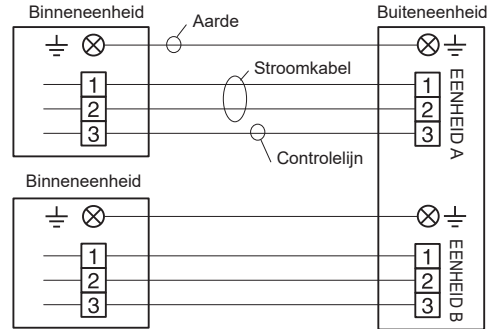 Binneneenheid
Buiteneenheid
Aarde
Stroomkabel
1
2
3
1
2
3
EENHEID A
Controlelijn
Binneneenheid
1
2
3
1
2
3
EENHEID B